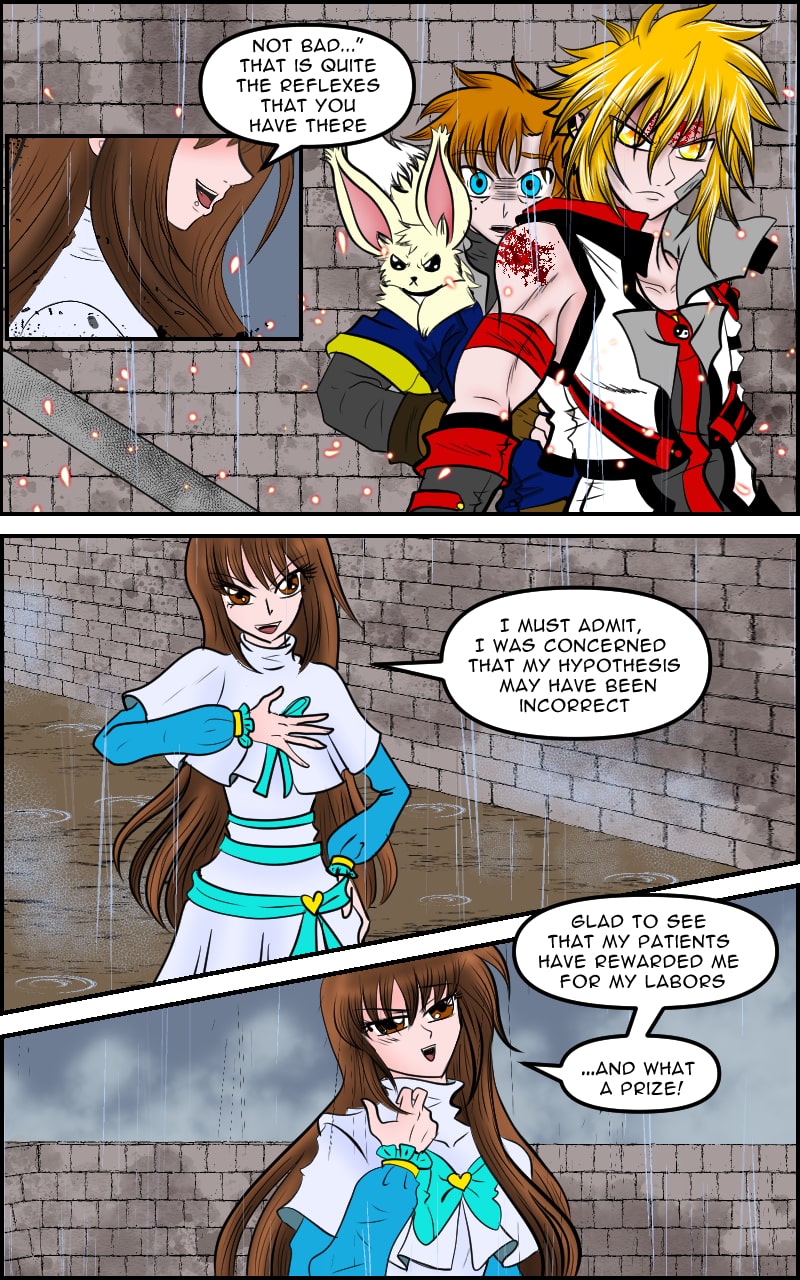 NOT BAD..."
THAT IS QUITE
THE REFLEXES
THAT YOU
HAVE THERE
I MUST ADMIT,
I WAS CONCERNED
THAT MY HYPOTHESIS
MAY HAVE BEEN
INCORRECT
GLAD TO SEE
THAT MY PATIENTS
HAVE REWARDED ME
FOR MY LABORS
...AND WHAT
A PRIZE!